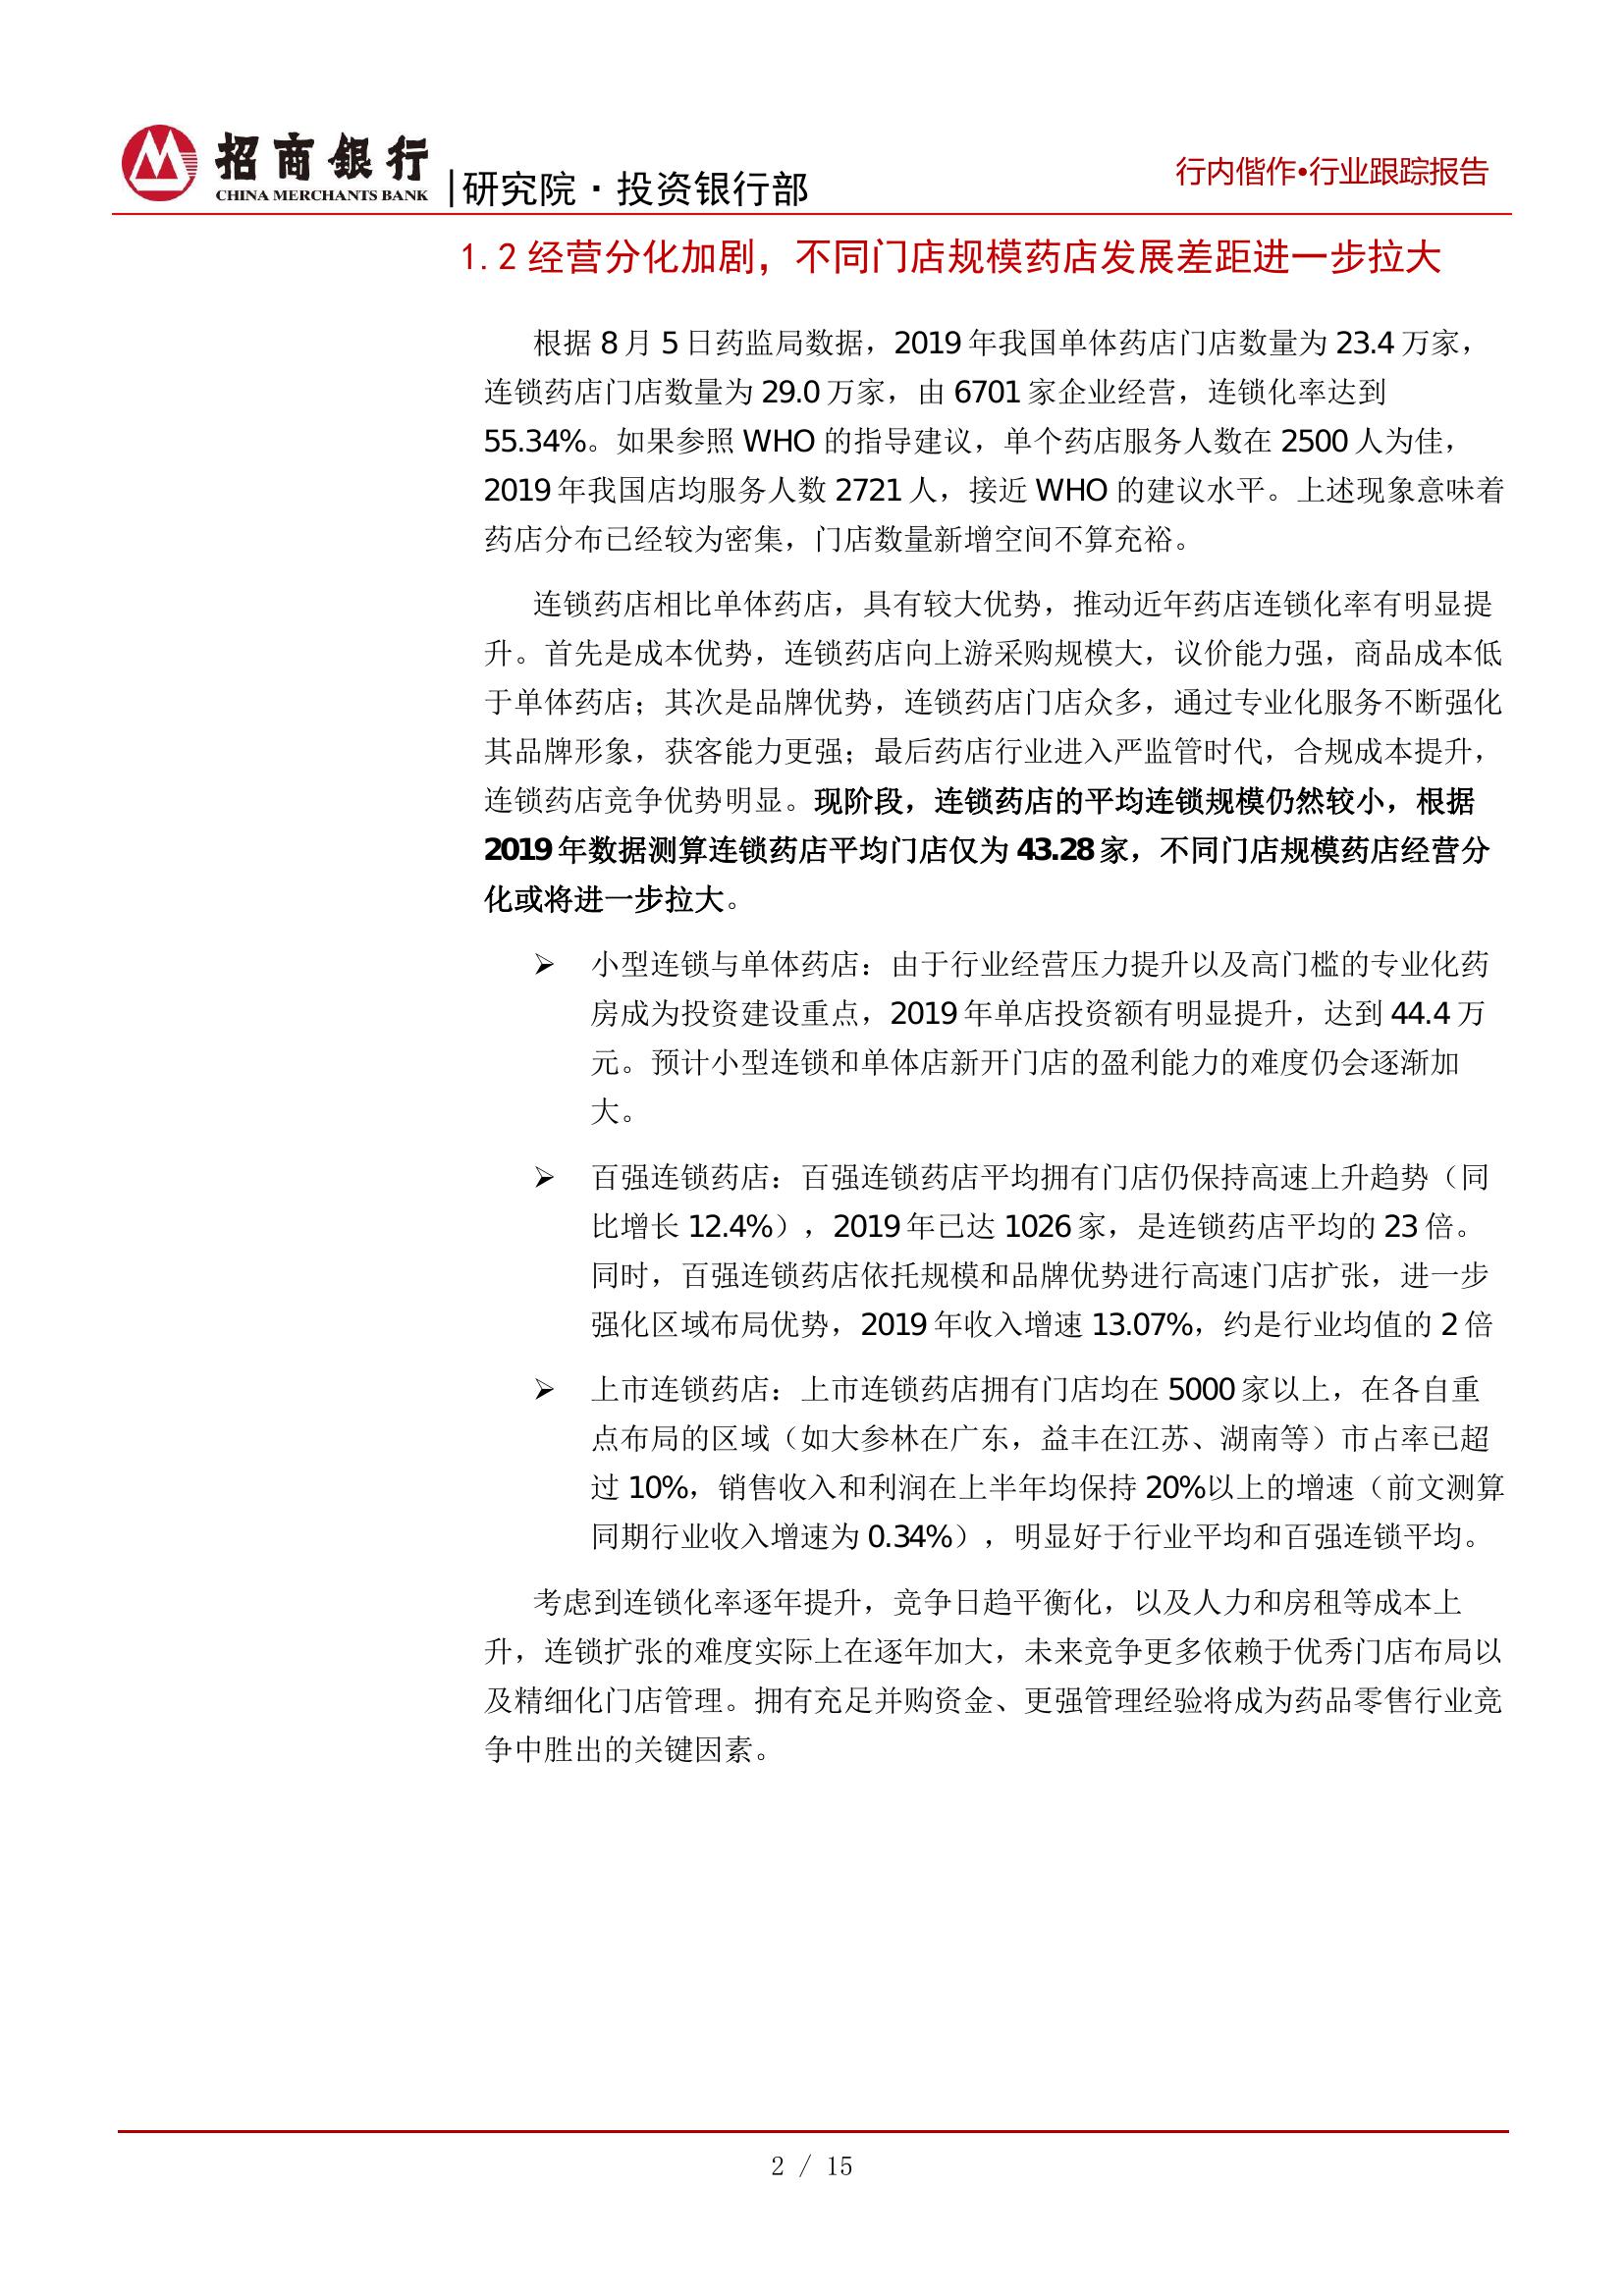 招商银行
CHINA MERCHANTS BANK
|研究院·投资银行部
行内偕作•行业跟踪报告
1.2 经营分化加剧，不同门店规模药店发展差距进一步拉大
根据 8 月 5 日药监局数据，2019 年我国单体药店门店数量为 23.4 万家，
连锁药店门店数量为 29.0 万家，由 6701 家企业经营，连锁化率达到
55.34%。如果参照 WHO 的指导建议，单个药店服务人数在 2500 人为佳，
2019 年我国店均服务人数 2721 人，接近 WHO 的建议水平。上述现象意味着
药店分布已经较为密集，门店数量新增空间不算充裕。
连锁药店相比单体药店，具有较大优势，推动近年药店连锁化率有明显提
升。首先是成本优势，连锁药店向上游采购规模大，议价能力强，商品成本低
于单体药店；其次是品牌优势，连锁药店门店众多，通过专业化服务不断强化
其品牌形象，获客能力更强；最后药店行业进入严监管时代，合规成本提升，
连锁药店竞争优势明显。现阶段，连锁药店的平均连锁规模仍然较小，根据
2019 年数据测算连锁药店平均门店仅为 43.28 家，不同门店规模药店经营分
化或将进一步拉大。
➢ 小型连锁与单体药店：由于行业经营压力提升以及高门槛的专业化药
房成为投资建设重点，2019 年单店投资额有明显提升，达到 44.4 万
元。预计小型连锁和单体店新开门店的盈利能力的难度仍会逐渐加
大。
➢ 百强连锁药店：百强连锁药店平均拥有门店仍保持高速上升趋势（同
比增长 12.4%），2019 年已达 1026 家，是连锁药店平均的 23 倍。
同时，百强连锁药店依托规模和品牌优势进行高速门店扩张，进一步
强化区域布局优势，2019 年收入增速 13.07%，约是行业均值的 2 倍
➢ 上市连锁药店：上市连锁药店拥有门店均在 5000 家以上，在各自重
点布局的区域（如大参林在广东，益丰在江苏、湖南等）市占率已超
过 10%，销售收入和利润在上半年均保持 20%以上的增速（前文测算
同期行业收入增速为 0.34%），明显好于行业平均和百强连锁平均。
考虑到连锁化率逐年提升，竞争日趋平衡化，以及人力和房租等成本上
升，连锁扩张的难度实际上在逐年加大，未来竞争更多依赖于优秀门店布局以
及精细化门店管理。拥有充足并购资金、更强管理经验将成为药品零售行业竞
争中胜出的关键因素。
2 / 15